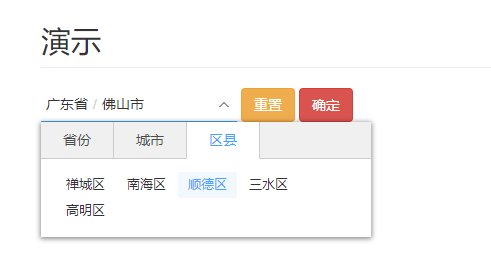 演示
广东省 / 佛山市 重置 确定
省份 城市 区县
禅城区 南海区 顺德区 三水区
高明区